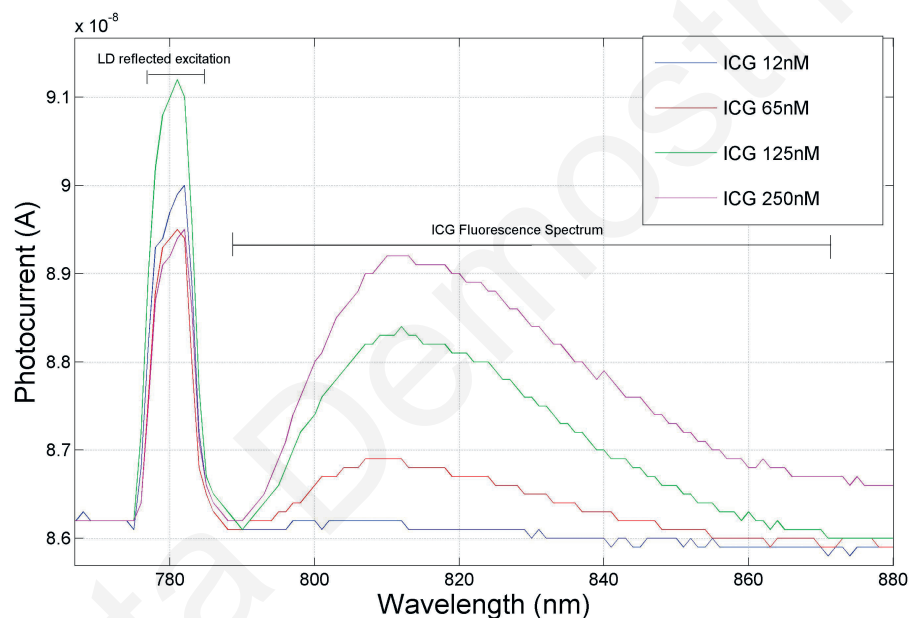 x 10⁻⁸
LD reflected excitation
ICG 12nM
ICG 65nM
ICG 125nM
ICG 250nM
ICG Fluorescence Spectrum
9.1
9
8.9
8.8
8.7
8.6
Photocurrent (A)
780
800
820
840
860
880
Wavelength (nm)